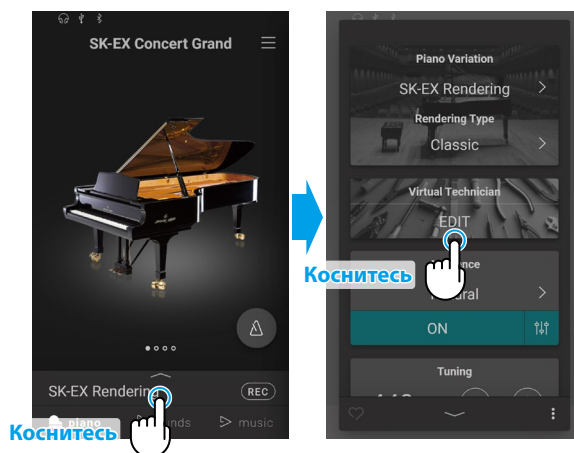 SK-EX Concert Grand
SK-EX Rendering
REC
piano
music
Коснитесь
Piano Variation
SK-EX Rendering
Rendering Type
Classic
Virtual Technician
EDIT
Коснитесь
ON
Tuning